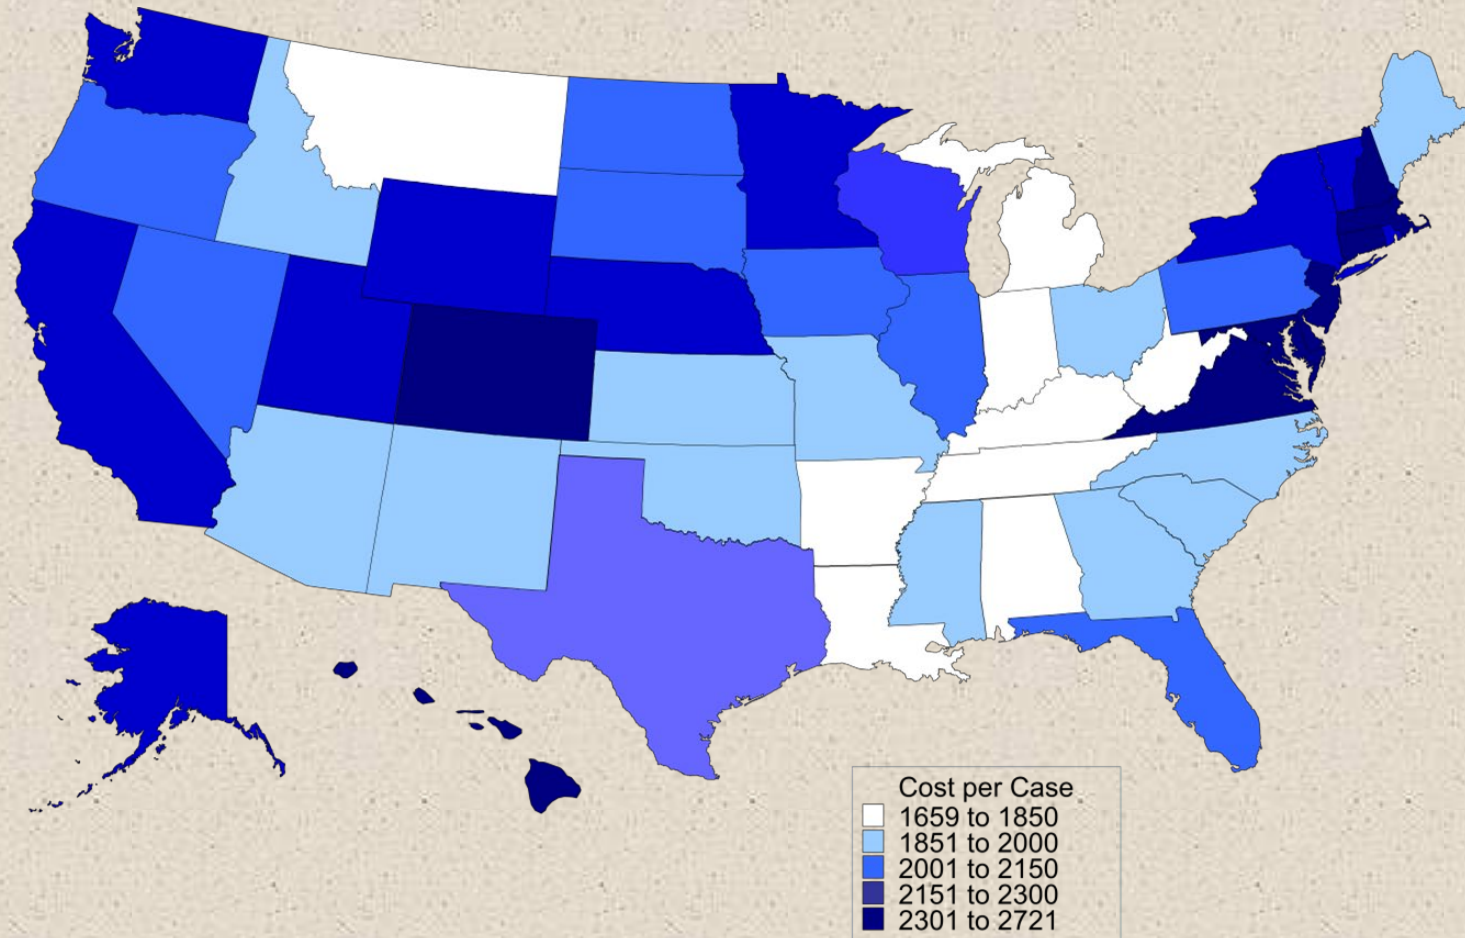 Cost per Case
1659 to 1850
1851 to 2000
2001 to 2150
2151 to 2300
2301 to 2721